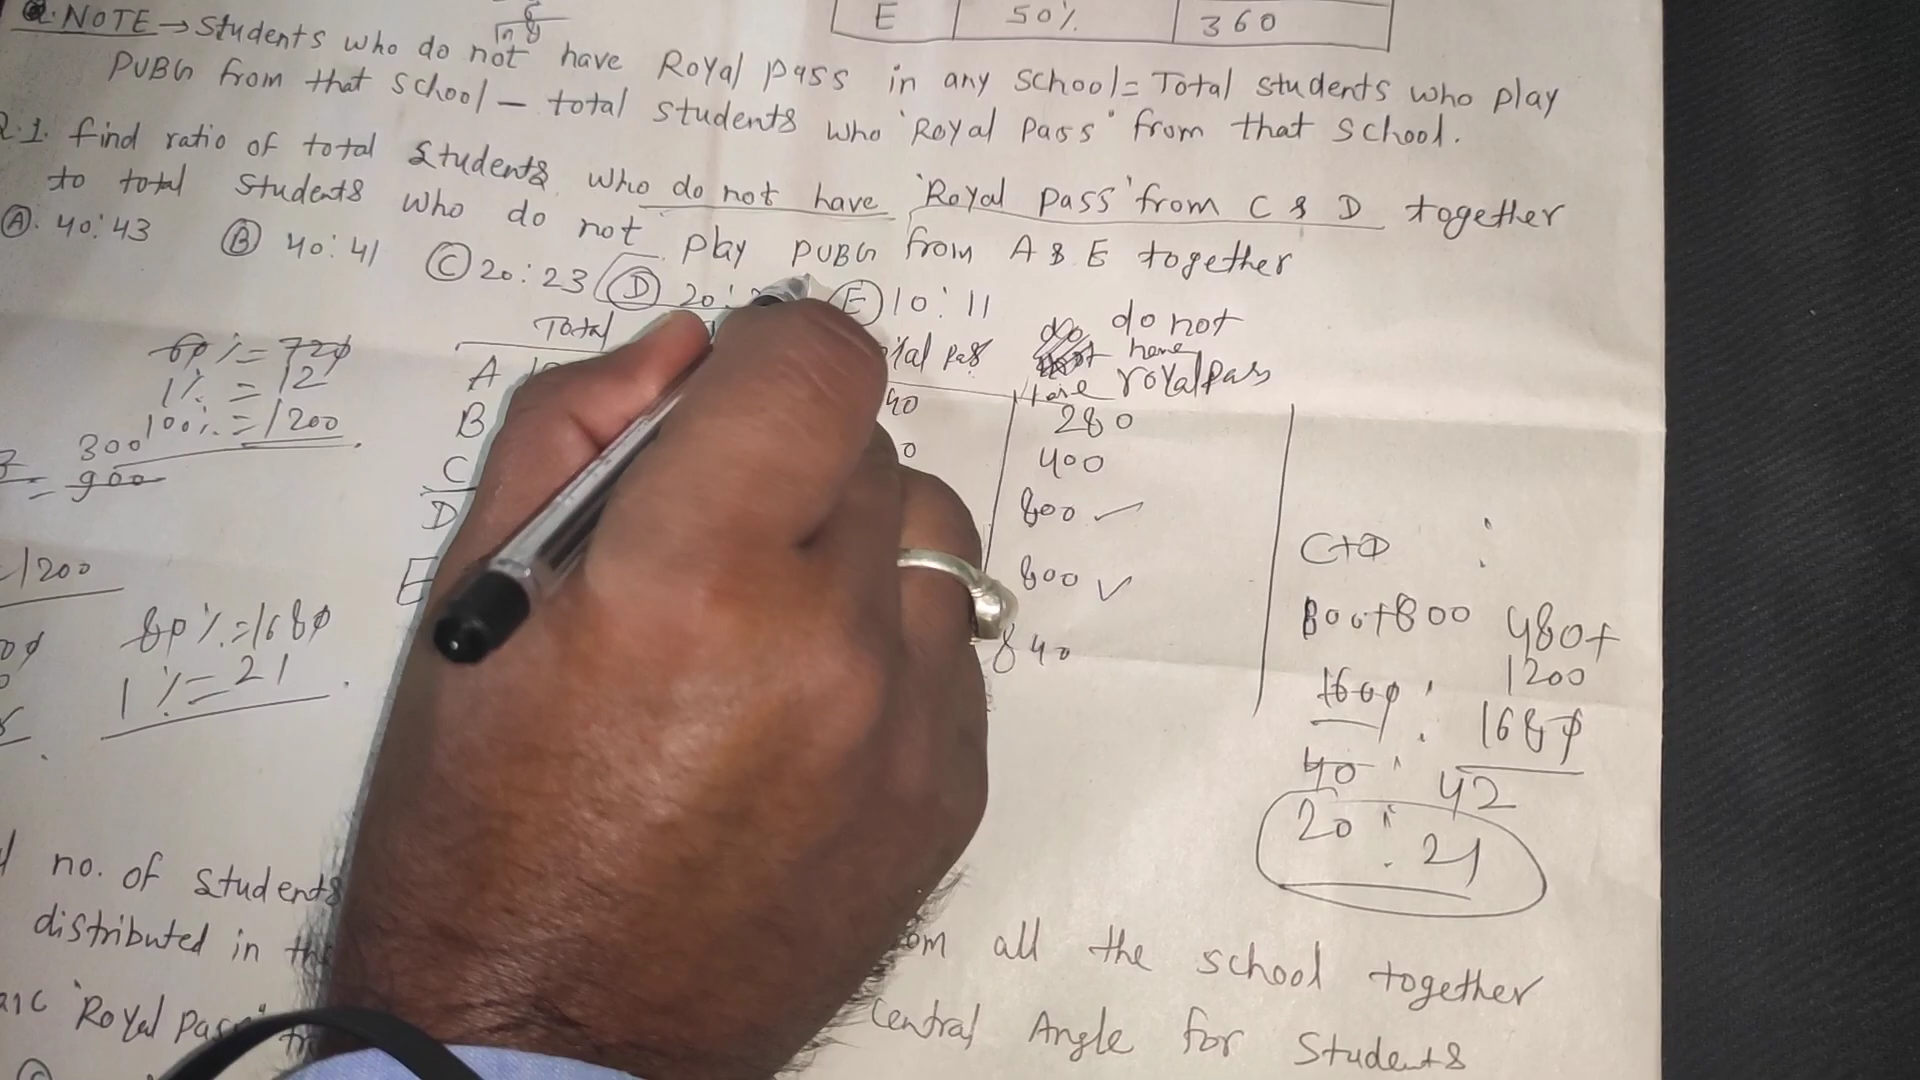 E 50% 360
NOTE → Students who do not have Royal pass in any school = Total students who play
PUBG from that school - total students who 'Royal Pass' from that school.
Q.1. find ratio of total students who do not have 'Royal pass' from C & D together
to total students who do not play PUBG from A & E together
(A). 40:43 (B) 40:41 (C) 20:23 (D) 20: (E) 10:11
Total Pass do not
have
royal pass
60% = 720
1% = 12
100% = 1200
300
= 900
= 1200
80% = 1680
1% = 21
A
B
C
D
E
40
0
280
400
800 ✓
800 ✓
840
C+D :
800+800 480+
1200
1600 : 1680
40 : 42
20 : 21
no. of students
distributed in all the school together
'Royal Pass' Central Angle for students